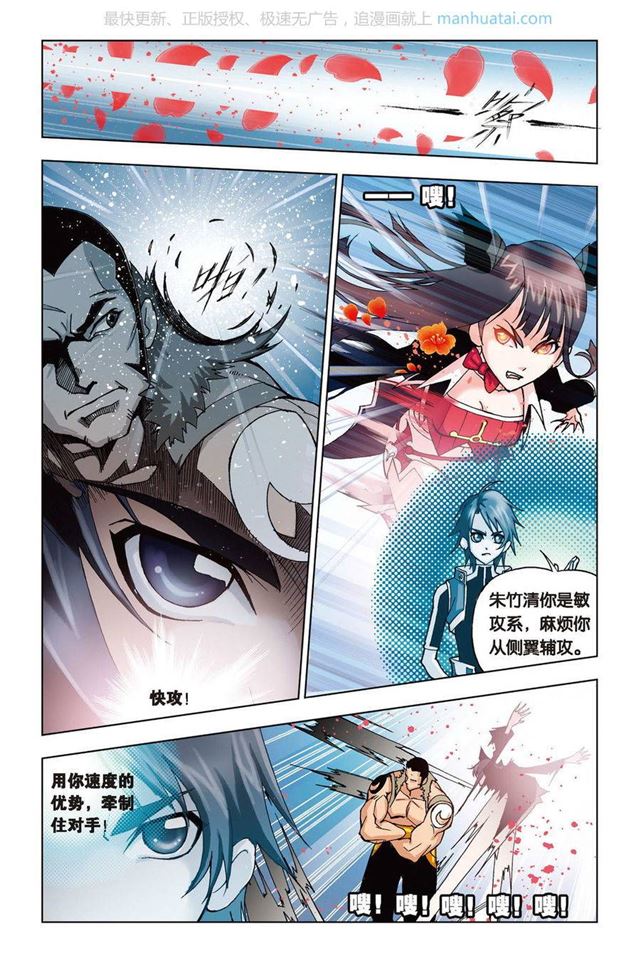 最快更新、正版授权、极速无广告，追漫画就上 manhuatai.com
——嗖！
啪
朱竹清你是敏
攻系，麻烦你
从侧翼辅攻。
快攻！
用你速度的
优势，牵制
住对手！
嗖！嗖！嗖！嗖！嗖！